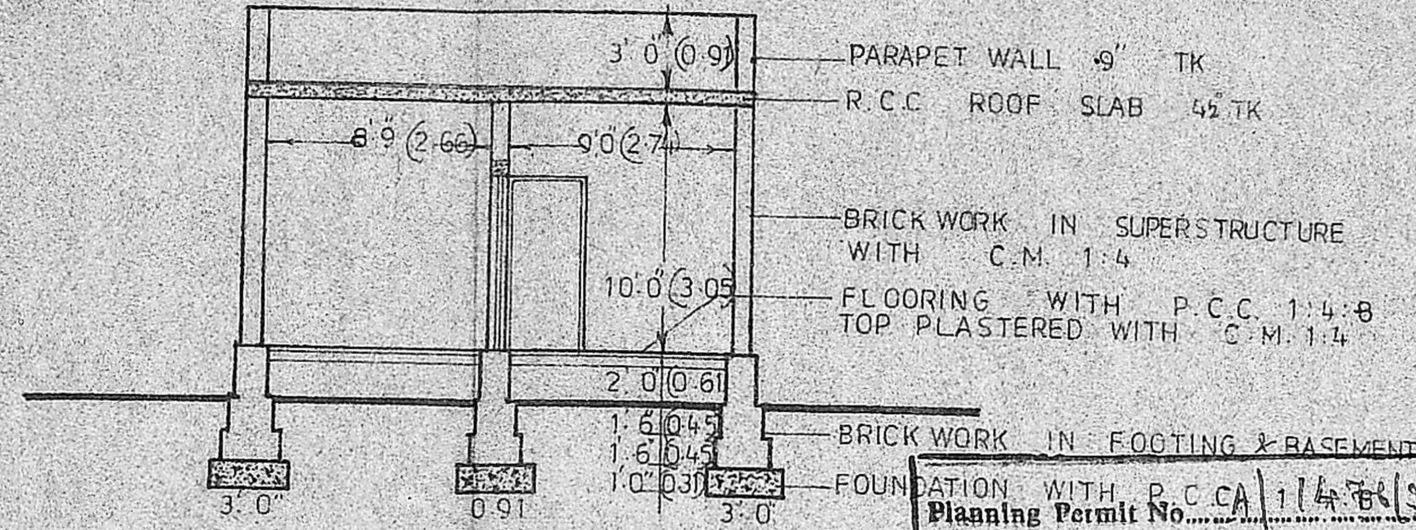 3' 0" (0.91)
PARAPET WALL 9" TK
R.C.C ROOF SLAB 4½" TK
8'9" (2.66)
9'0" (2.74)
BRICK WORK IN SUPERSTRUCTURE
WITH C.M. 1:4
10'.0" (3.05)
FLOORING WITH P.C.C. 1:4:8
TOP PLASTERED WITH C.M. 1:4
2' 0" (0.61)
1'.6" (0.45)
BRICK WORK IN FOOTING & BASEMENT
1'.6" (0.45)
1'.0" (0.31)
FOUNDATION WITH P.C.C
3'.0"
0.91
3'.0"
Planning Permit No.